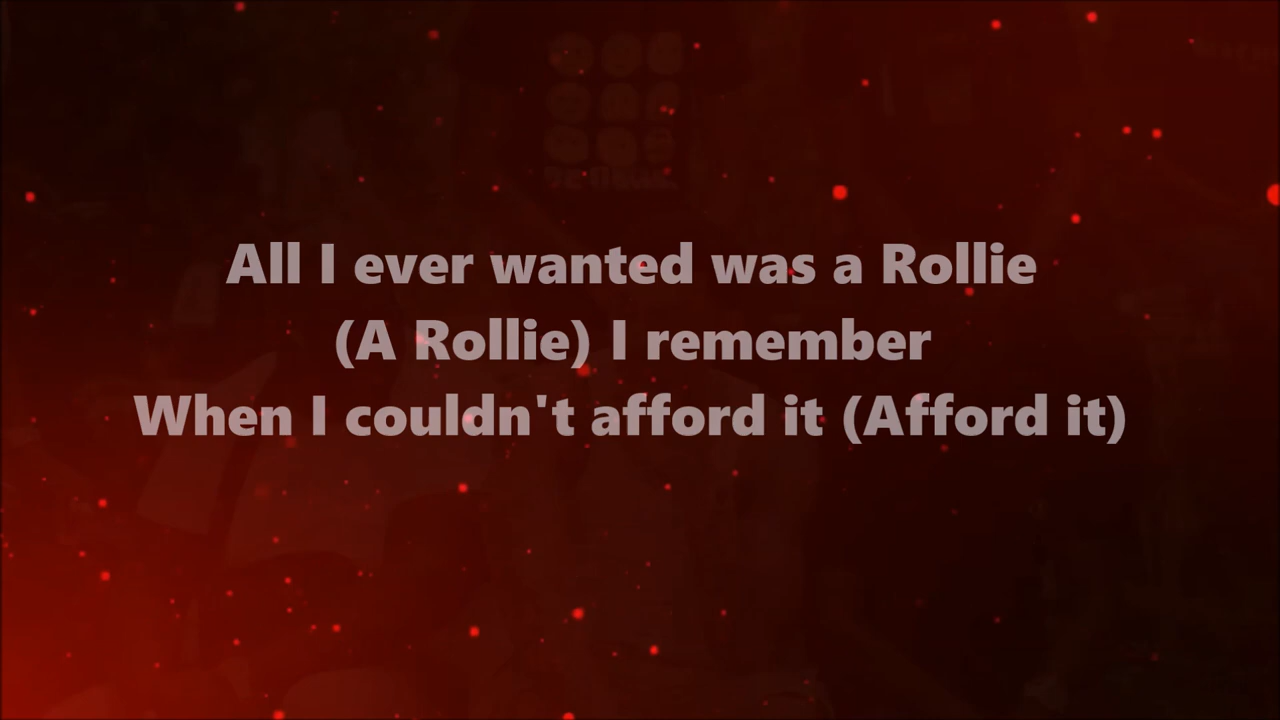 All I ever wanted was a Rollie
(A Rollie) I remember
When I couldn't afford it (Afford it)